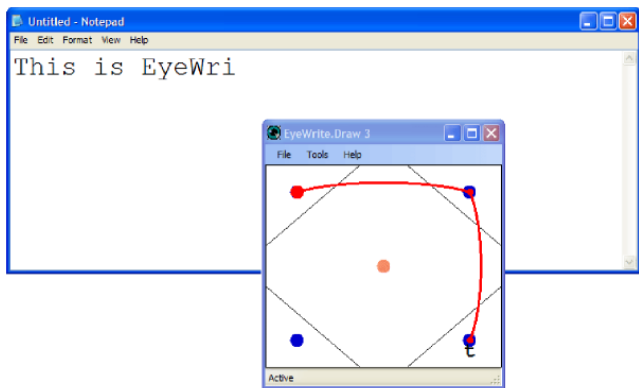 Untitled - Notepad
File Edit Format View Help
This is EyeWri
EyeWrite.Draw 3
File Tools Help
t
Active